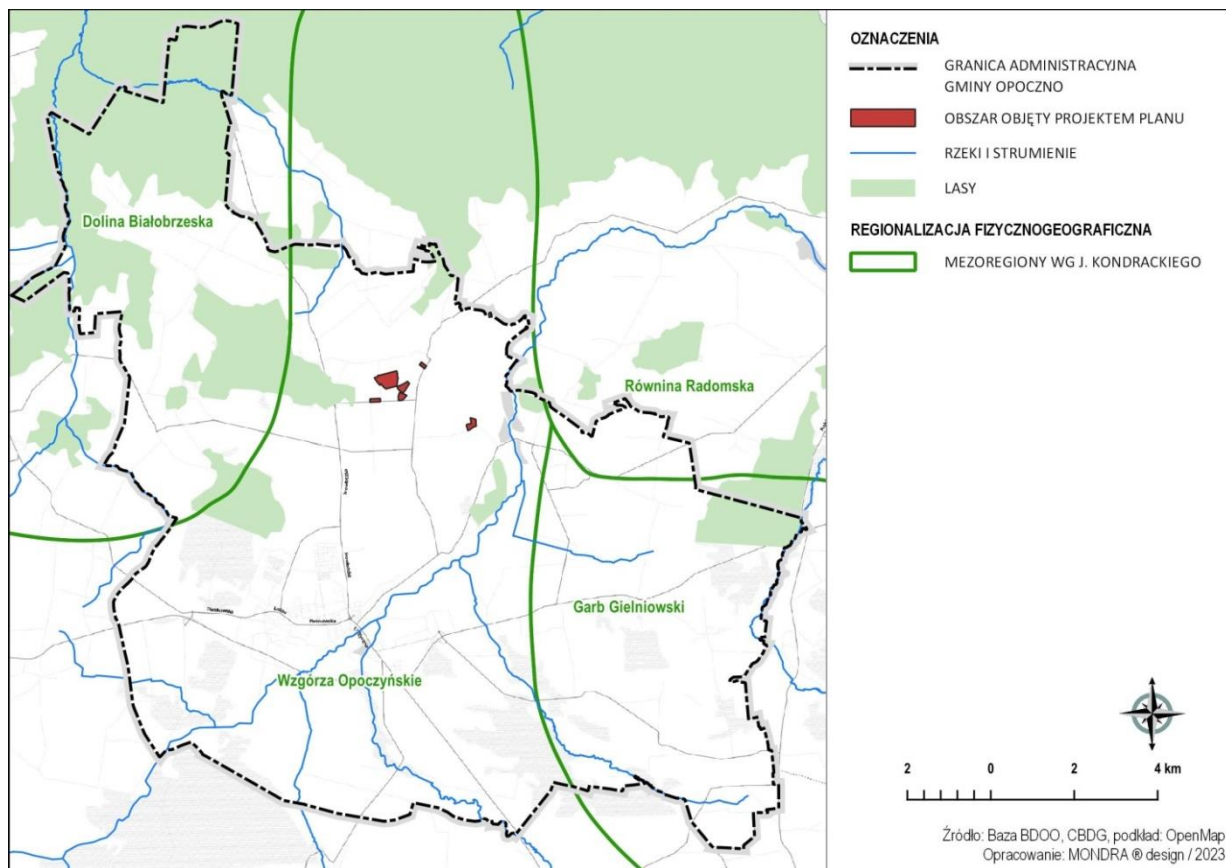 OZNACZENIA
GRANICA ADMINISTRACYJNA
GMINY OPOCZNO
OBSZAR OBJĘTY PROJEKTEM PLANU
RZEKI I STRUMIENIE
LASY
REGIONALIZACJA FIZYCZNOGEOGRAFICZNA
MEZOREGIONY WG J. KONDRACKIEGO
Dolina Białobrzeska
Równina Radomska
Garb Gielniowski
Wzgórza Opoczyńskie
2 0 2 4 km
Źródło: Baza BDOO, CBDG, podkład: OpenMap
Opracowanie: MONDRA ® design / 2023